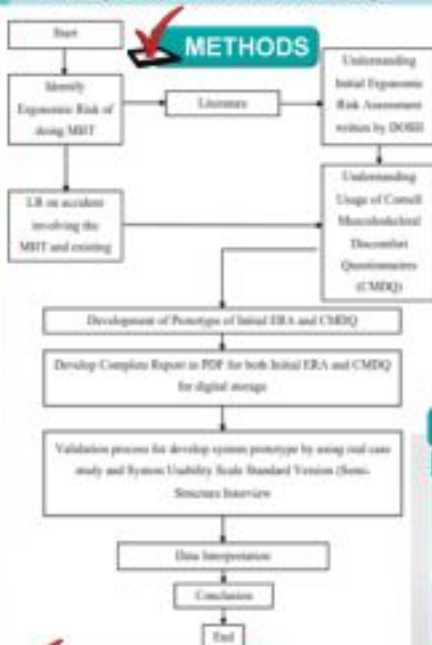 METHODS
Start
Identify
Ergonomic Risk of
doing MHT
Literature
Understanding
Initial Ergonomic
Risk Assessment
written by DOSH
LR on accident
involving the
MHT and existing
Understanding
Usage of Cornell
Musculoskeletal
Discomfort
Questionnaires
(CMDQ)
Development of Prototype of Initial ERA and CMDQ
Develop Complete Report in PDF for both Initial ERA and CMDQ
for digital storage
Validation process for develop system prototype by using real case
study and System Usability Scale Standard Version (Semi-
Structure Interview
Data Interpretation
Conclusion
End